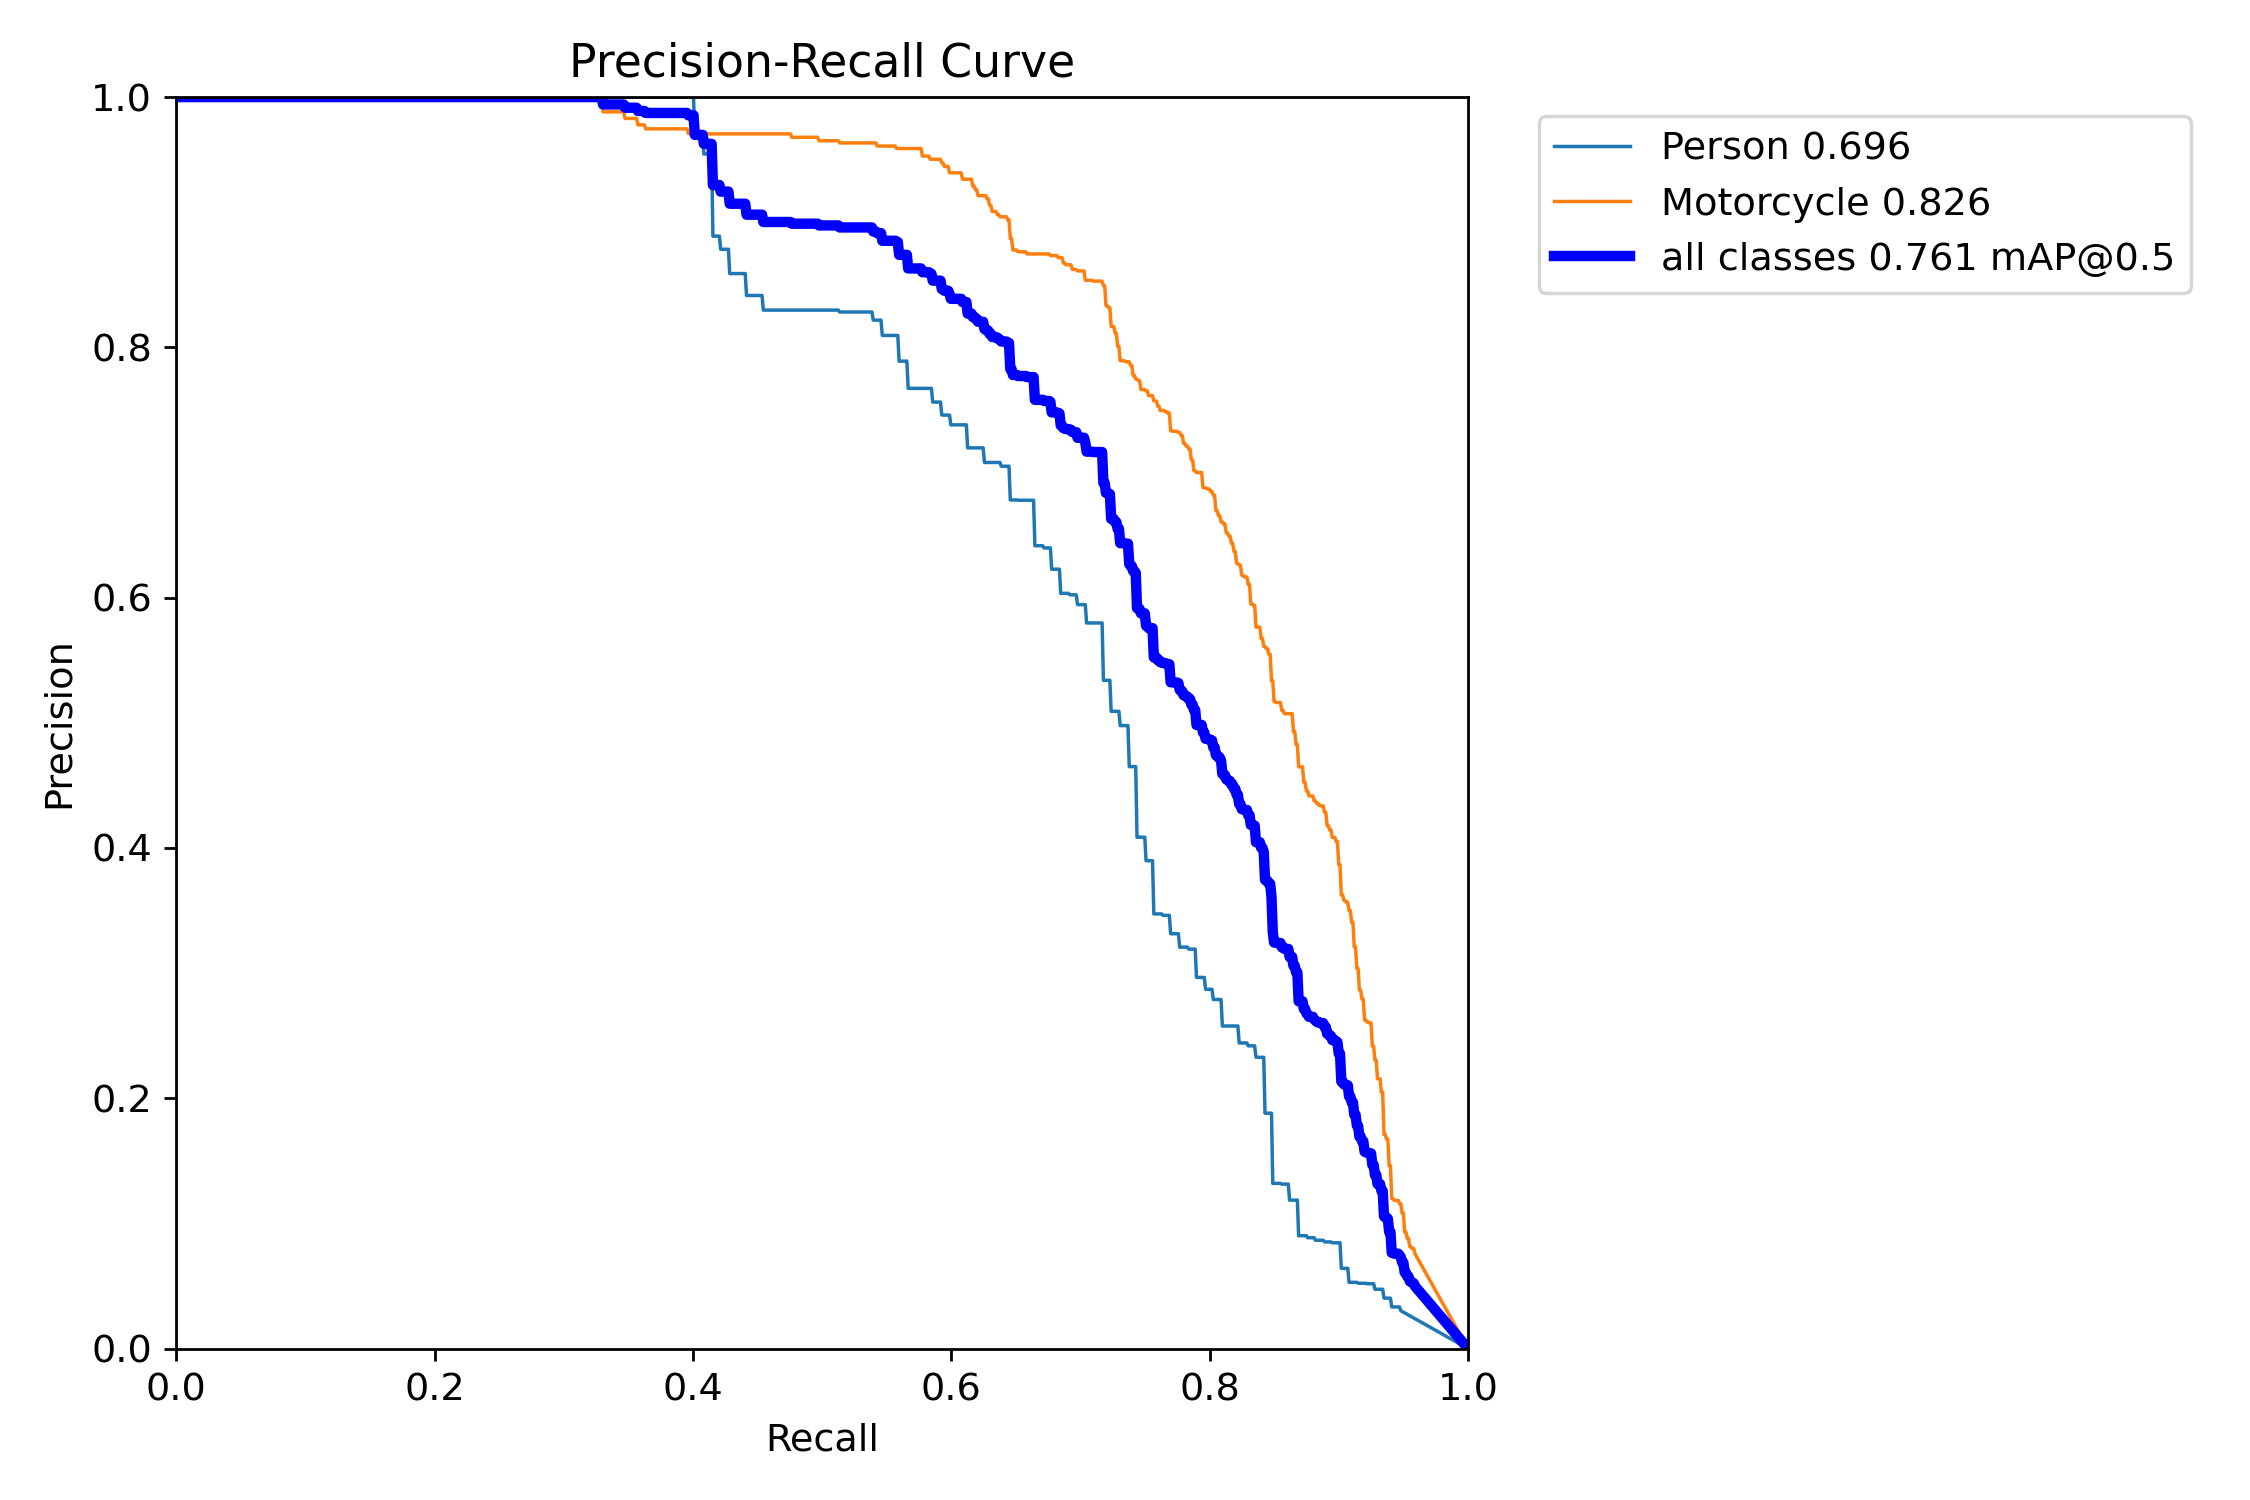 Precision-Recall Curve
1.0
0.8
0.6
0.4
0.2
0.0
Precision
0.0 0.2 0.4 0.6 0.8 1.0
Recall
Person 0.696
Motorcycle 0.826
all classes 0.761 mAP@0.5